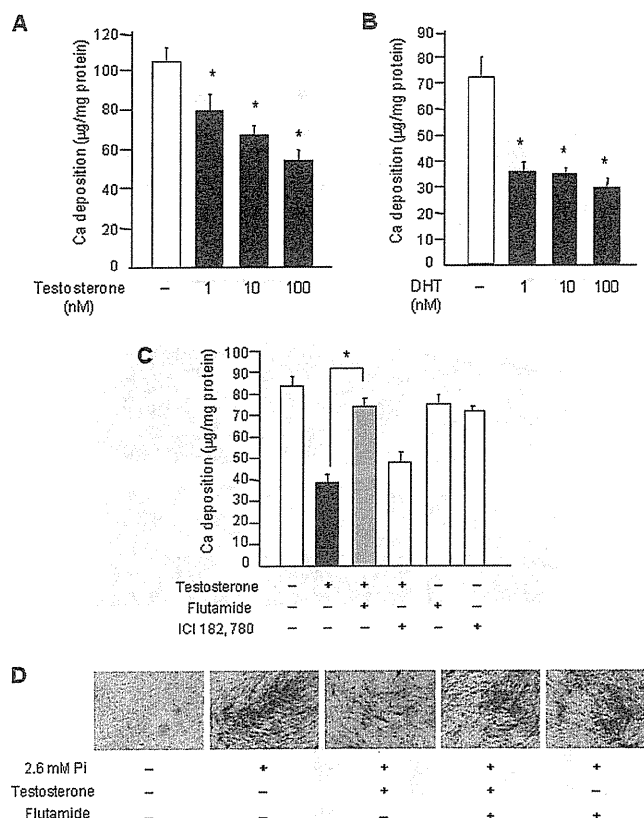 A
Ca deposition (µg/mg protein)
120
100
80
60
40
20
0
* * *
Testosterone (nM) – 1 10 100
B
Ca deposition (µg/mg protein)
80
70
60
50
40
30
20
10
0
* * *
DHT (nM) – 1 10 100
C
Ca deposition (µg/mg protein)
100
90
80
70
60
50
40
30
20
10
0
*
Testosterone – + + + – –
Flutamide – – + – + –
ICI 182,780 – – – + – +
D
2.6 mM Pi – + + + +
Testosterone – – + + –
Flutamide – – – + +